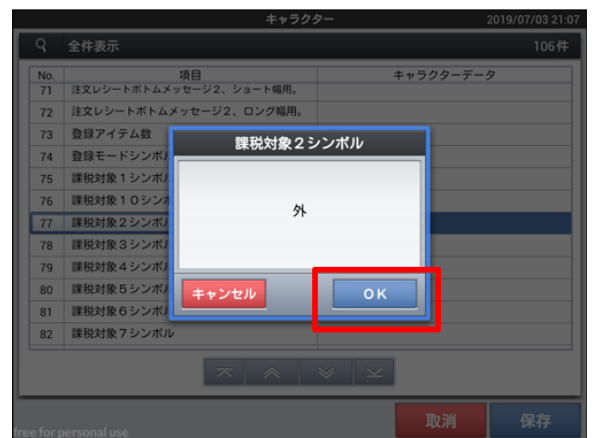 キャラクター 2019/07/03 21:07
全件表示 106件
No. 項目 キャラクターデータ
71 注文レシートボトムメッセージ2、ショート幅用。
72 注文レシートボトムメッセージ2、ロング幅用。
73 登録アイテム数
74 登録モードシンボ
75 課税対象1シンボ
76 課税対象10シン
77 課税対象2シンボ
78 課税対象3シンボ
79 課税対象4シンボ
80 課税対象5シンボ
81 課税対象6シンボ
82 課税対象7シンボル
課税対象2シンボル
外
キャンセル OK
取消 保存
free for personal use